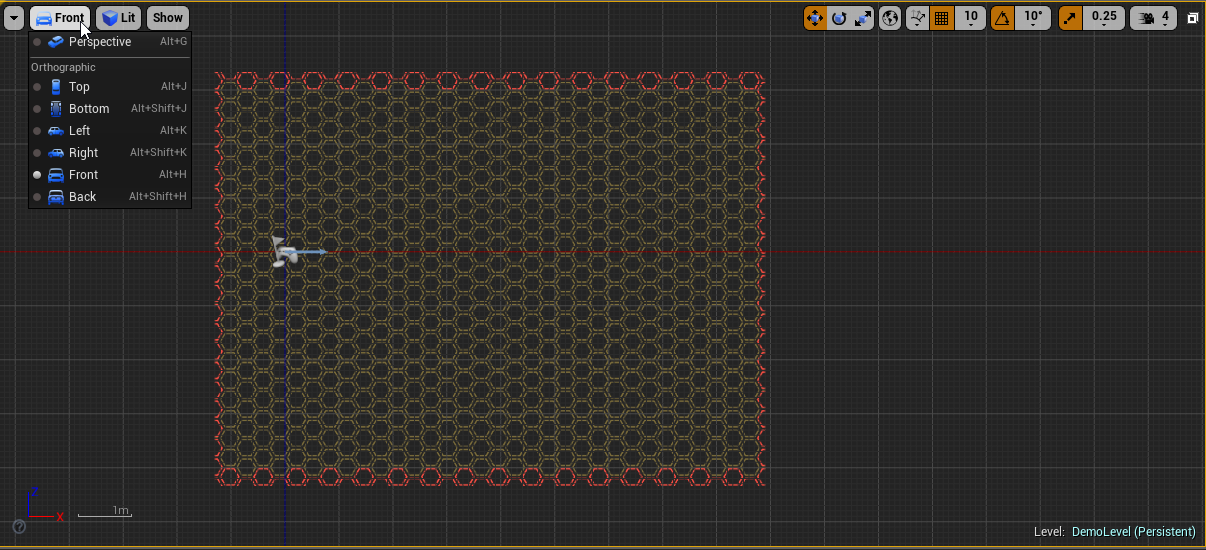 Front Lit Show 10 10° 0.25 4
Perspective Alt+G
Orthographic
Top Alt+J
Bottom Alt+Shift+J
Left Alt+K
Right Alt+Shift+K
Front Alt+H
Back Alt+Shift+H
Z
X
1m
?
Level: DemoLevel (Persistent)